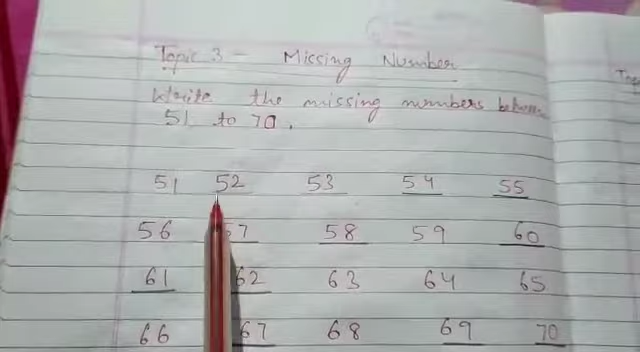 Topic 3 - Missing Number
Write the missing numbers between
51 to 70.
51 52 53 54 55
56 57 58 59 60
61 62 63 64 65
66 67 68 69 70